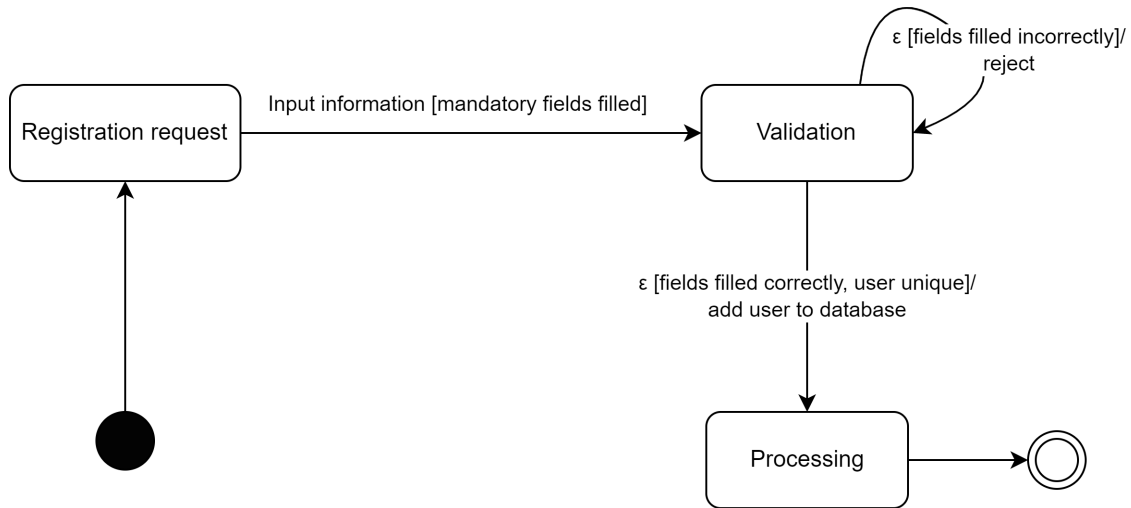 ε [fields filled incorrectly]/
reject
Input information [mandatory fields filled]
Registration request
Validation
ε [fields filled correctly, user unique]/
add user to database
Processing